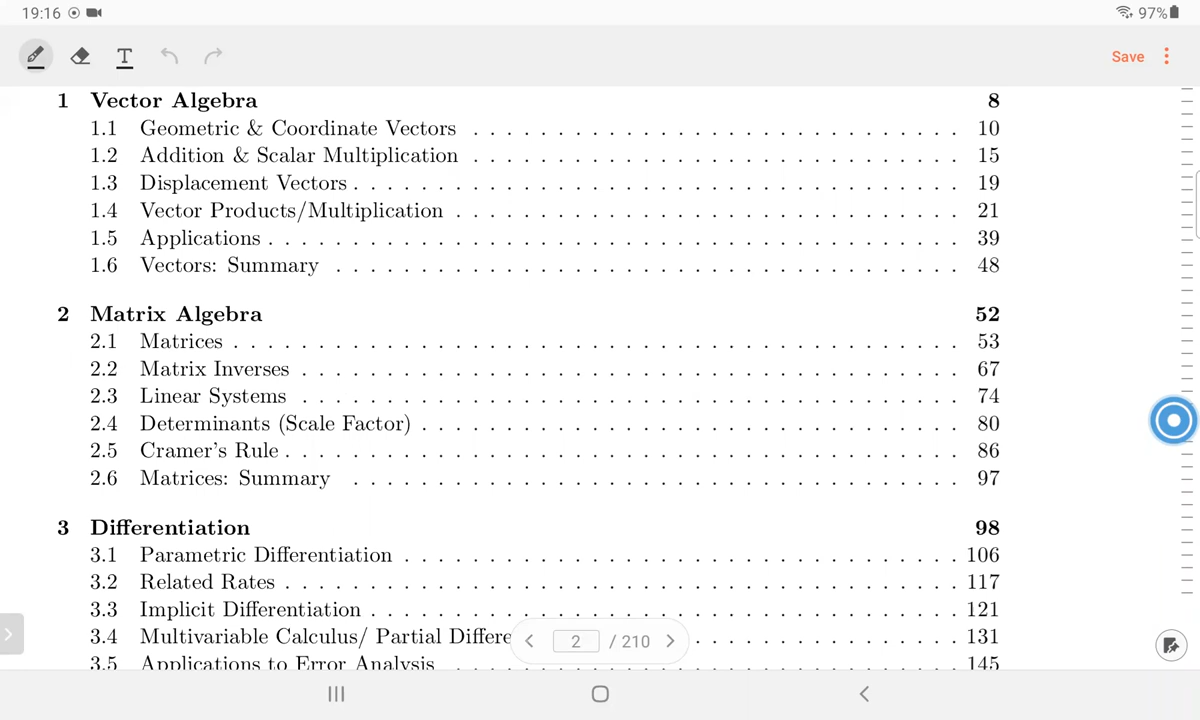 19:16 97%
T Save
1 Vector Algebra 8
1.1 Geometric & Coordinate Vectors . . . . . . . . . . . . . . . . . . . . . . . . . . . . . 10
1.2 Addition & Scalar Multiplication . . . . . . . . . . . . . . . . . . . . . . . . . . . . . 15
1.3 Displacement Vectors . . . . . . . . . . . . . . . . . . . . . . . . . . . . . . . . . . . . 19
1.4 Vector Products/Multiplication . . . . . . . . . . . . . . . . . . . . . . . . . . . . . . 21
1.5 Applications . . . . . . . . . . . . . . . . . . . . . . . . . . . . . . . . . . . . . . . . . 39
1.6 Vectors: Summary . . . . . . . . . . . . . . . . . . . . . . . . . . . . . . . . . . . . . 48
2 Matrix Algebra 52
2.1 Matrices . . . . . . . . . . . . . . . . . . . . . . . . . . . . . . . . . . . . . . . . . . . 53
2.2 Matrix Inverses . . . . . . . . . . . . . . . . . . . . . . . . . . . . . . . . . . . . . . . 67
2.3 Linear Systems . . . . . . . . . . . . . . . . . . . . . . . . . . . . . . . . . . . . . . . 74
2.4 Determinants (Scale Factor) . . . . . . . . . . . . . . . . . . . . . . . . . . . . . . . . 80
2.5 Cramer's Rule . . . . . . . . . . . . . . . . . . . . . . . . . . . . . . . . . . . . . . . . 86
2.6 Matrices: Summary . . . . . . . . . . . . . . . . . . . . . . . . . . . . . . . . . . . . 97
3 Differentiation 98
3.1 Parametric Differentiation . . . . . . . . . . . . . . . . . . . . . . . . . . . . . . . . . 106
3.2 Related Rates . . . . . . . . . . . . . . . . . . . . . . . . . . . . . . . . . . . . . . . . 117
3.3 Implicit Differentiation . . . . . . . . . . . . . . . . . . . . . . . . . . . . . . . . . . . 121
3.4 Multivariable Calculus/ Partial Differe . . . . . . . . . . . . . . . 131
3.5 Applications to Error Analysis . . . . . . . . . . . . . . . . . . . . . . . . . . . . . . 145
2 / 210